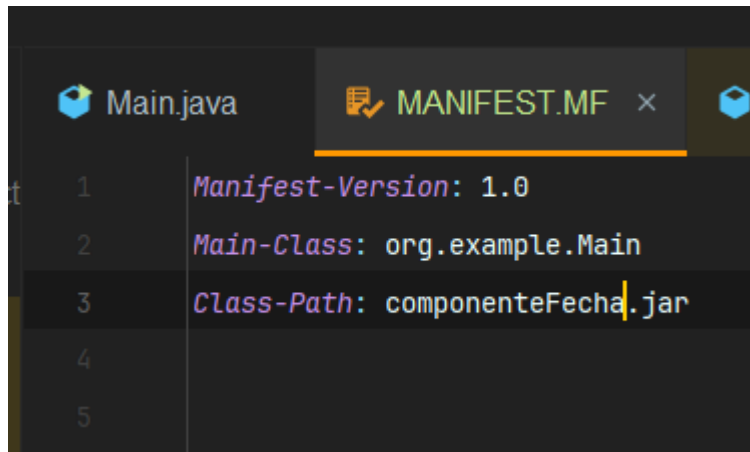 Main.java
MANIFEST.MF ×
ct
1 Manifest-Version: 1.0
2 Main-Class: org.example.Main
3 Class-Path: componenteFecha.jar
4
5